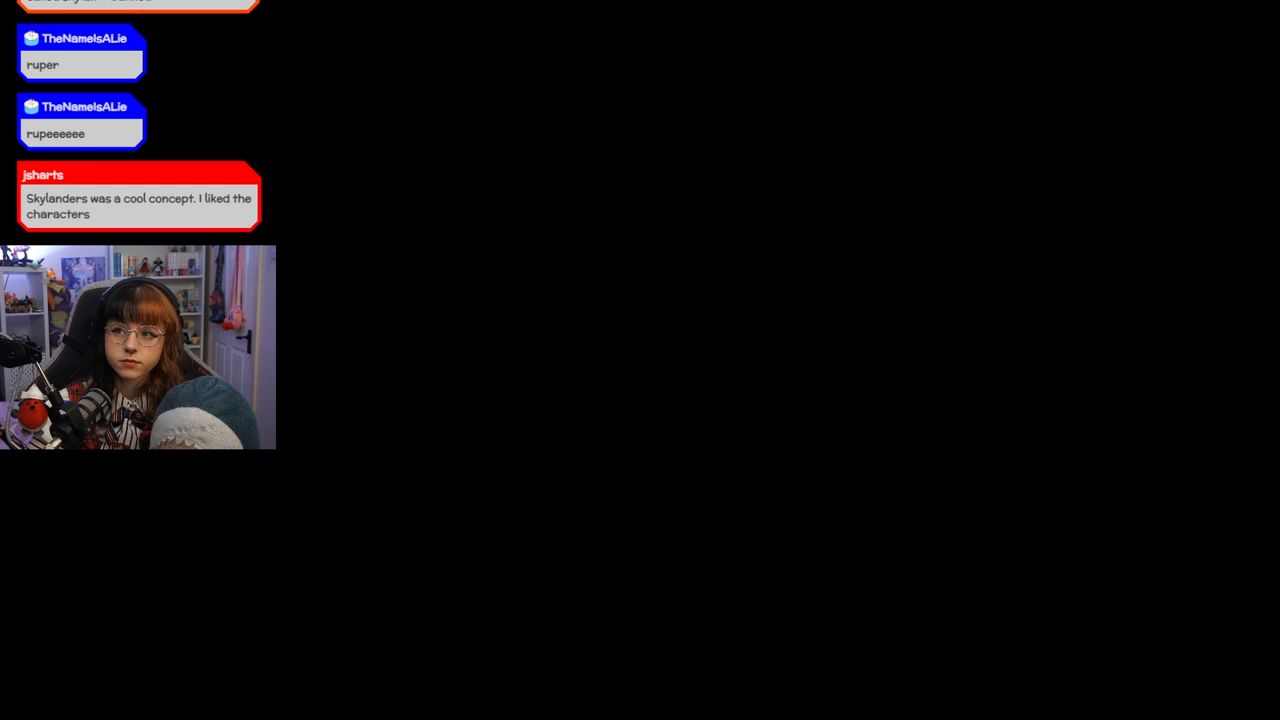 TheNameIsALie
ruper
TheNameIsALie
rupeeeeee
jsharts
Skylanders was a cool concept. I liked the
characters